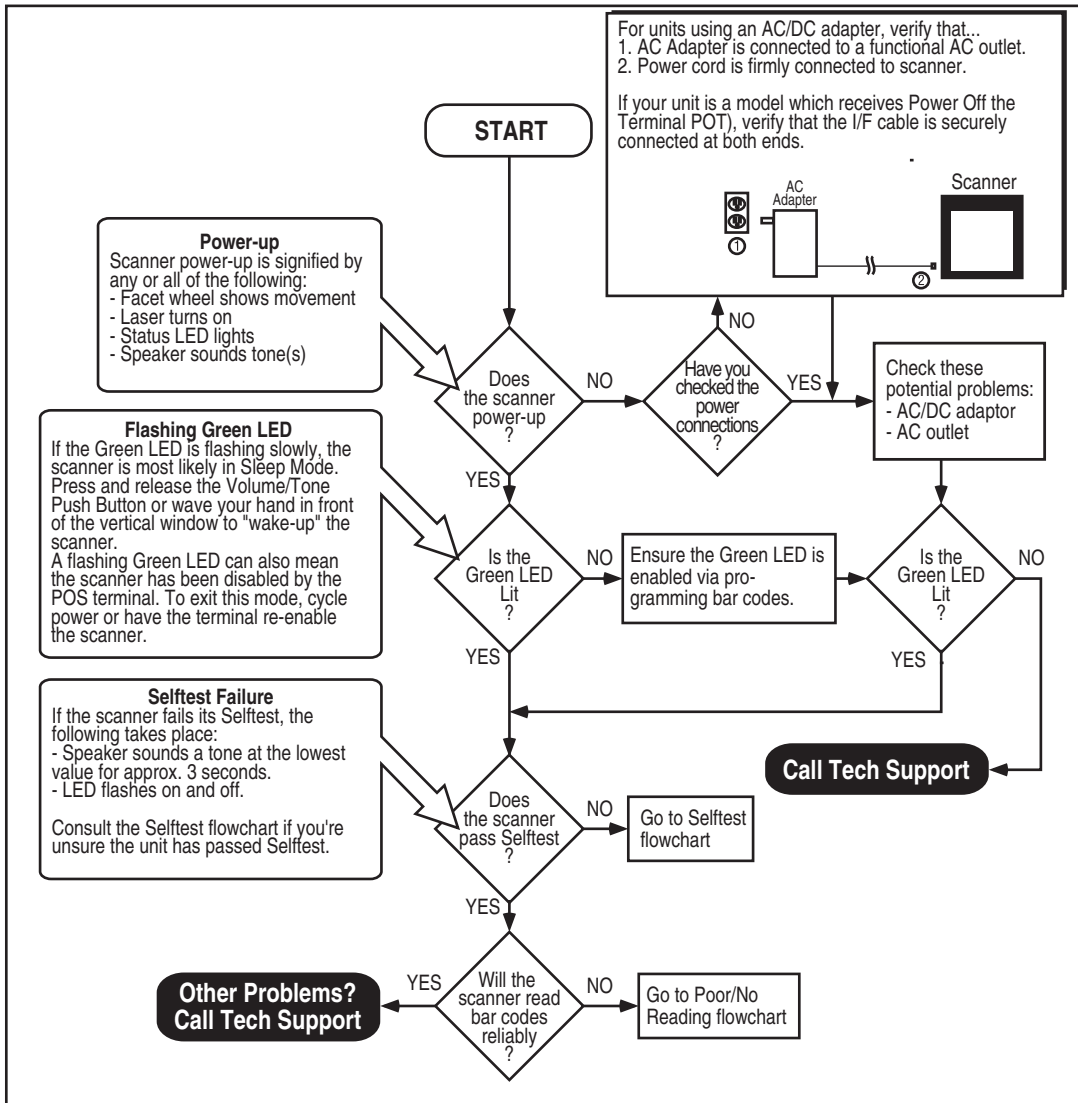 For units using an AC/DC adapter, verify that...
1. AC Adapter is connected to a functional AC outlet.
2. Power cord is firmly connected to scanner.
If your unit is a model which receives Power Off the
Terminal POT), verify that the I/F cable is securely
connected at both ends.
AC
Adapter
Scanner
1
2
START
Power-up
Scanner power-up is signified by
any or all of the following:
- Facet wheel shows movement
- Laser turns on
- Status LED lights
- Speaker sounds tone(s)
Does
the scanner
power-up
?
NO
YES
Have you
checked the
power
connections
?
NO
YES
Check these
potential problems:
- AC/DC adaptor
- AC outlet
Flashing Green LED
If the Green LED is flashing slowly, the
scanner is most likely in Sleep Mode.
Press and release the Volume/Tone
Push Button or wave your hand in front
of the vertical window to "wake-up" the
scanner.
A flashing Green LED can also mean
the scanner has been disabled by the
POS terminal. To exit this mode, cycle
power or have the terminal re-enable
the scanner.
Is the
Green LED
Lit
?
NO
YES
Ensure the Green LED is
enabled via pro-
gramming bar codes.
Is the
Green LED
Lit
?
NO
YES
Call Tech Support
Selftest Failure
If the scanner fails its Selftest, the
following takes place:
- Speaker sounds a tone at the lowest
value for approx. 3 seconds.
- LED flashes on and off.
Consult the Selftest flowchart if you're
unsure the unit has passed Selftest.
Does
the scanner
pass Selftest
?
NO
YES
Go to Selftest
flowchart
Will the
scanner read
bar codes
reliably
?
YES
NO
Other Problems?
Call Tech Support
Go to Poor/No
Reading flowchart